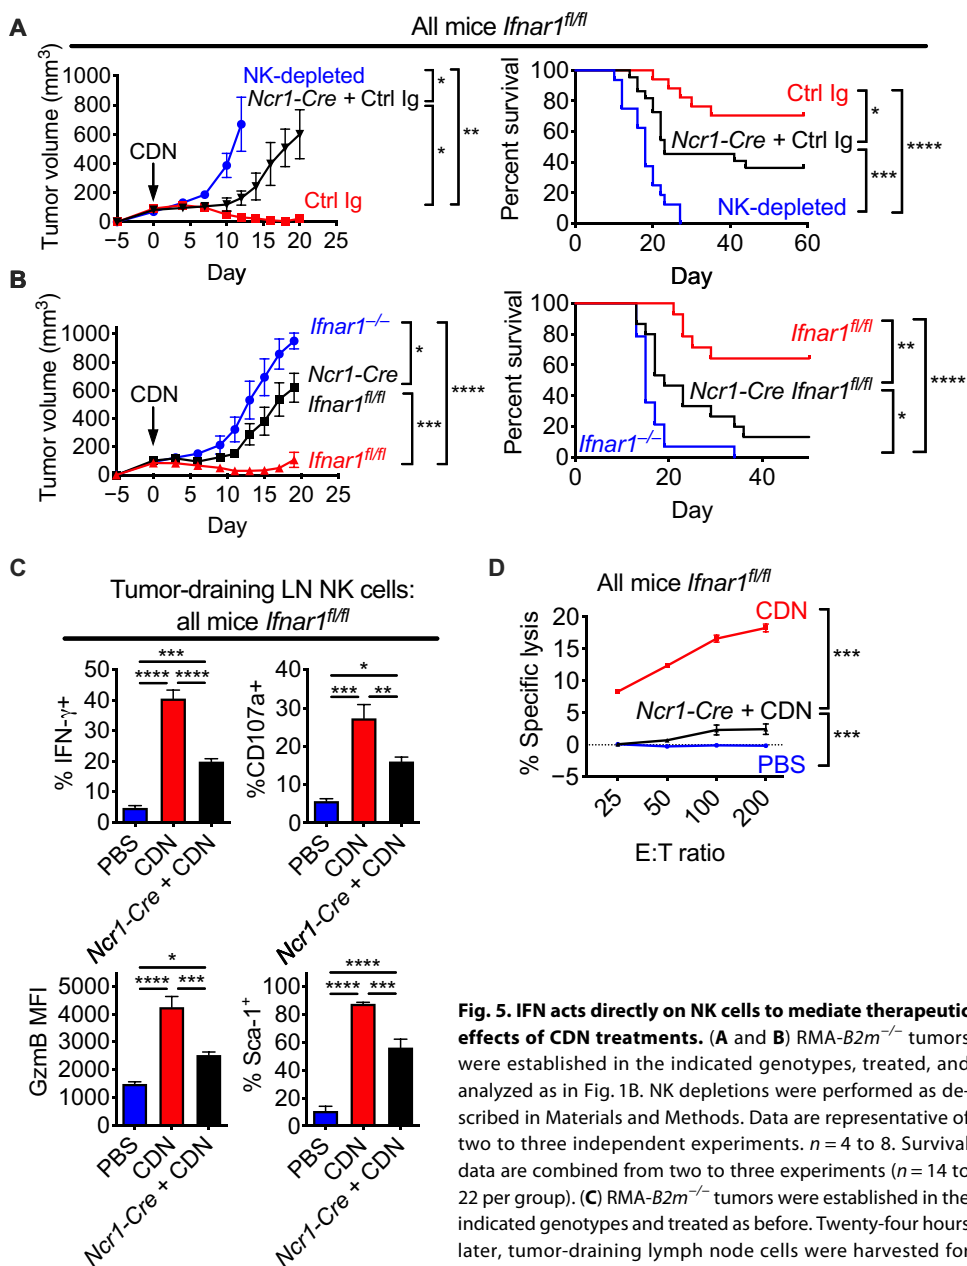 A
All mice Ifnar1fl/fl
Tumor volume (mm3)
1000
800
600
400
200
0
−5 0 5 10 15 20 25
Day
CDN
NK-depleted
Ncr1-Cre + Ctrl Ig
Ctrl Ig
*
*
**
Percent survival
100
80
60
40
20
0
0 20 40 60
Day
Ctrl Ig
Ncr1-Cre + Ctrl Ig
NK-depleted
*
***
****
B
Tumor volume (mm3)
1000
800
600
400
200
0
−5 0 5 10 15 20 25
Day
CDN
Ifnar1−/−
Ncr1-Cre
Ifnar1fl/fl
Ifnar1fl/fl
*
***
****
Percent survival
100
80
60
40
20
0
0 20 40
Day
Ifnar1fl/fl
Ncr1-Cre Ifnar1fl/fl
Ifnar1−/−
**
*
****
C
Tumor-draining LN NK cells:
all mice Ifnar1fl/fl
% IFN-γ+
50
40
30
20
10
0
***
**** ****
PBS
CDN
Ncr1-Cre + CDN
%CD107a+
40
30
20
10
0
*
*** **
PBS
CDN
Ncr1-Cre + CDN
GzmB MFI
5000
4000
3000
2000
1000
0
*
**** ***
PBS
CDN
Ncr1-Cre + CDN
% Sca-1+
100
80
60
40
20
0
****
**** ***
PBS
CDN
Ncr1-Cre + CDN
D
All mice Ifnar1fl/fl
% Specific lysis
20
15
10
5
0
−5
25 50 100 200
E:T ratio
CDN
Ncr1-Cre + CDN
PBS
***
***
Fig. 5. IFN acts directly on NK cells to mediate therapeutic
effects of CDN treatments. (A and B) RMA-B2m−/− tumors
were established in the indicated genotypes, treated, and
analyzed as in Fig. 1B. NK depletions were performed as de-
scribed in Materials and Methods. Data are representative of
two to three independent experiments. n = 4 to 8. Survival
data are combined from two to three experiments (n = 14 to
22 per group). (C) RMA-B2m−/− tumors were established in the
indicated genotypes and treated as before. Twenty-four hours
later, tumor-draining lymph node cells were harvested for